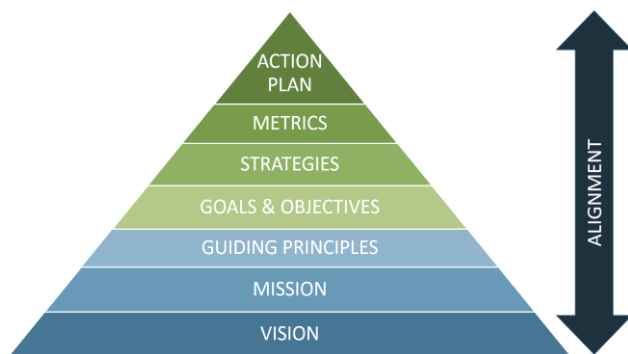 ACTION
PLAN
METRICS
STRATEGIES
GOALS & OBJECTIVES
GUIDING PRINCIPLES
MISSION
VISION
ALIGNMENT